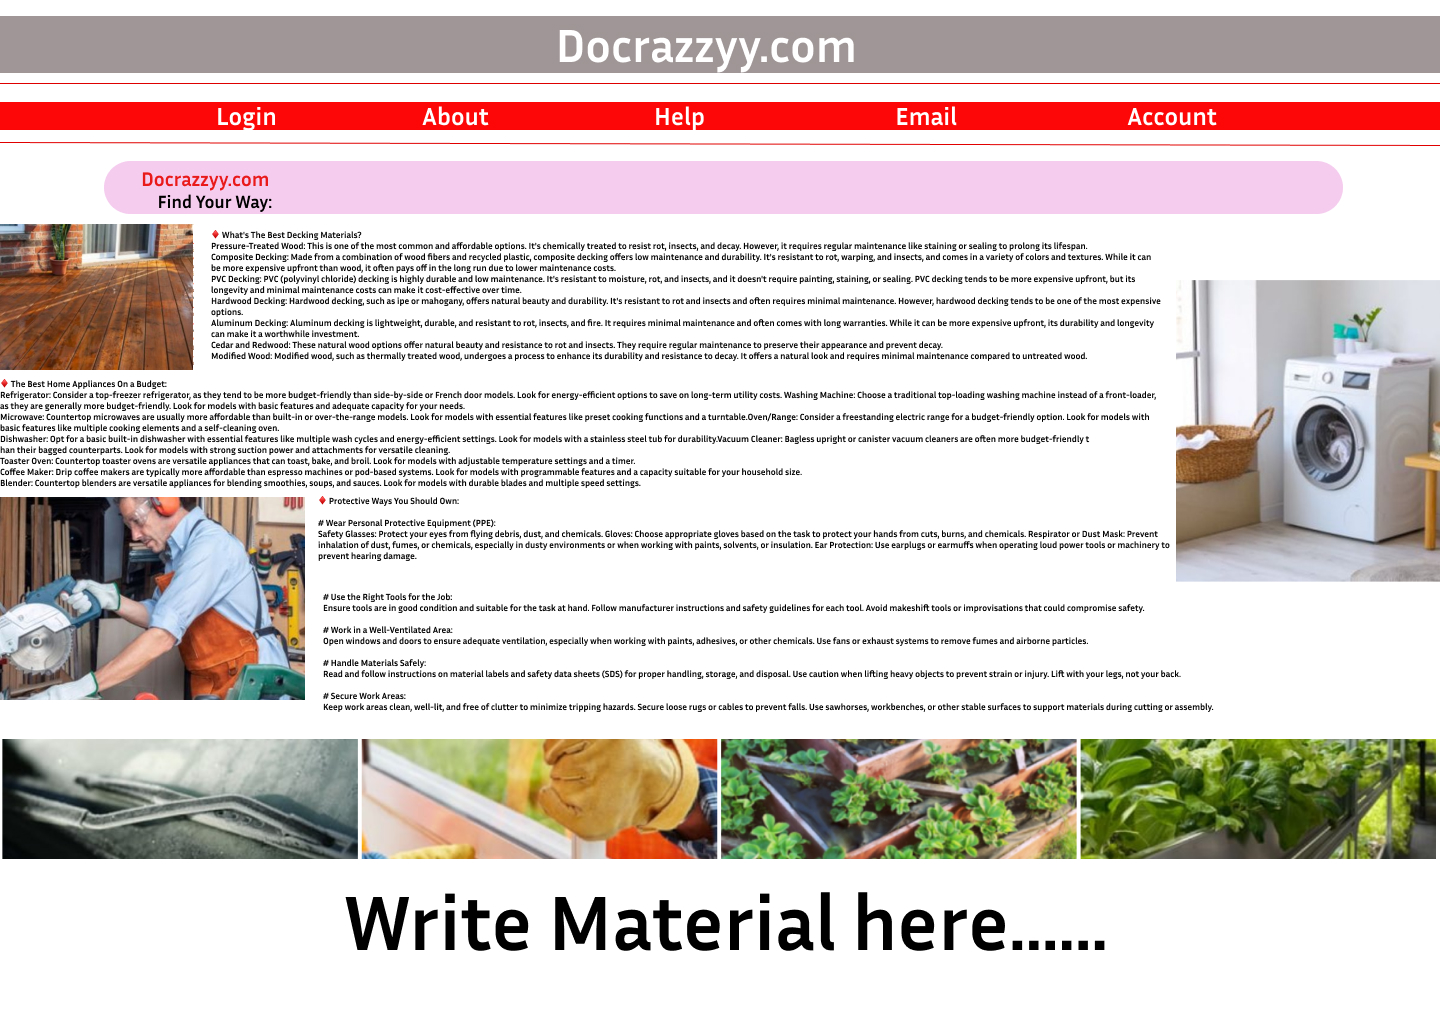 Docrazzyy.com
Login About Help Email Account
Docrazzyy.com
Find Your Way:
♦ What's The Best Decking Materials?
Pressure-Treated Wood: This is one of the most common and affordable options. It's chemically treated to resist rot, insects, and decay. However, it requires regular maintenance like staining or sealing to prolong its lifespan.
Composite Decking: Made from a combination of wood fibers and recycled plastic, composite decking offers low maintenance and durability. It's resistant to rot, warping, and insects, and comes in a variety of colors and textures. While it can
be more expensive upfront than wood, it often pays off in the long run due to lower maintenance costs.
PVC Decking: PVC (polyvinyl chloride) decking is highly durable and low maintenance. It's resistant to moisture, rot, and insects, and it doesn't require painting, staining, or sealing. PVC decking tends to be more expensive upfront, but its
longevity and minimal maintenance costs can make it cost-effective over time.
Hardwood Decking: Hardwood decking, such as ipe or mahogany, offers natural beauty and durability. It's resistant to rot and insects and often requires minimal maintenance. However, hardwood decking tends to be one of the most expensive
options.
Aluminum Decking: Aluminum decking is lightweight, durable, and resistant to rot, insects, and fire. It requires minimal maintenance and often comes with long warranties. While it can be more expensive upfront, its durability and longevity
can make it a worthwhile investment.
Cedar and Redwood: These natural wood options offer natural beauty and resistance to rot and insects. They require regular maintenance to preserve their appearance and prevent decay.
Modified Wood: Modified wood, such as thermally treated wood, undergoes a process to enhance its durability and resistance to decay. It offers a natural look and requires minimal maintenance compared to untreated wood.
♦ The Best Home Appliances On a Budget:
Refrigerator: Consider a top-freezer refrigerator, as they tend to be more budget-friendly than side-by-side or French door models. Look for energy-efficient options to save on long-term utility costs. Washing Machine: Choose a traditional top-loading washing machine instead of a front-loader,
as they are generally more budget-friendly. Look for models with basic features and adequate capacity for your needs.
Microwave: Countertop microwaves are usually more affordable than built-in or over-the-range models. Look for models with essential features like preset cooking functions and a turntable.Oven/Range: Consider a freestanding electric range for a budget-friendly option. Look for models with
basic features like multiple cooking elements and a self-cleaning oven.
Dishwasher: Opt for a basic built-in dishwasher with essential features like multiple wash cycles and energy-efficient settings. Look for models with a stainless steel tub for durability.Vacuum Cleaner: Bagless upright or canister vacuum cleaners are often more budget-friendly t
han their bagged counterparts. Look for models with strong suction power and attachments for versatile cleaning.
Toaster Oven: Countertop toaster ovens are versatile appliances that can toast, bake, and broil. Look for models with adjustable temperature settings and a timer.
Coffee Maker: Drip coffee makers are typically more affordable than espresso machines or pod-based systems. Look for models with programmable features and a capacity suitable for your household size.
Blender: Countertop blenders are versatile appliances for blending smoothies, soups, and sauces. Look for models with durable blades and multiple speed settings.
♦ Protective Ways You Should Own:
# Wear Personal Protective Equipment (PPE):
Safety Glasses: Protect your eyes from flying debris, dust, and chemicals. Gloves: Choose appropriate gloves based on the task to protect your hands from cuts, burns, and chemicals. Respirator or Dust Mask: Prevent
inhalation of dust, fumes, or chemicals, especially in dusty environments or when working with paints, solvents, or insulation. Ear Protection: Use earplugs or earmuffs when operating loud power tools or machinery to
prevent hearing damage.
# Use the Right Tools for the Job:
Ensure tools are in good condition and suitable for the task at hand. Follow manufacturer instructions and safety guidelines for each tool. Avoid makeshift tools or improvisations that could compromise safety.
# Work in a Well-Ventilated Area:
Open windows and doors to ensure adequate ventilation, especially when working with paints, adhesives, or other chemicals. Use fans or exhaust systems to remove fumes and airborne particles.
# Handle Materials Safely:
Read and follow instructions on material labels and safety data sheets (SDS) for proper handling, storage, and disposal. Use caution when lifting heavy objects to prevent strain or injury. Lift with your legs, not your back.
# Secure Work Areas:
Keep work areas clean, well-lit, and free of clutter to minimize tripping hazards. Secure loose rugs or cables to prevent falls. Use sawhorses, workbenches, or other stable surfaces to support materials during cutting or assembly.
Write Material here......